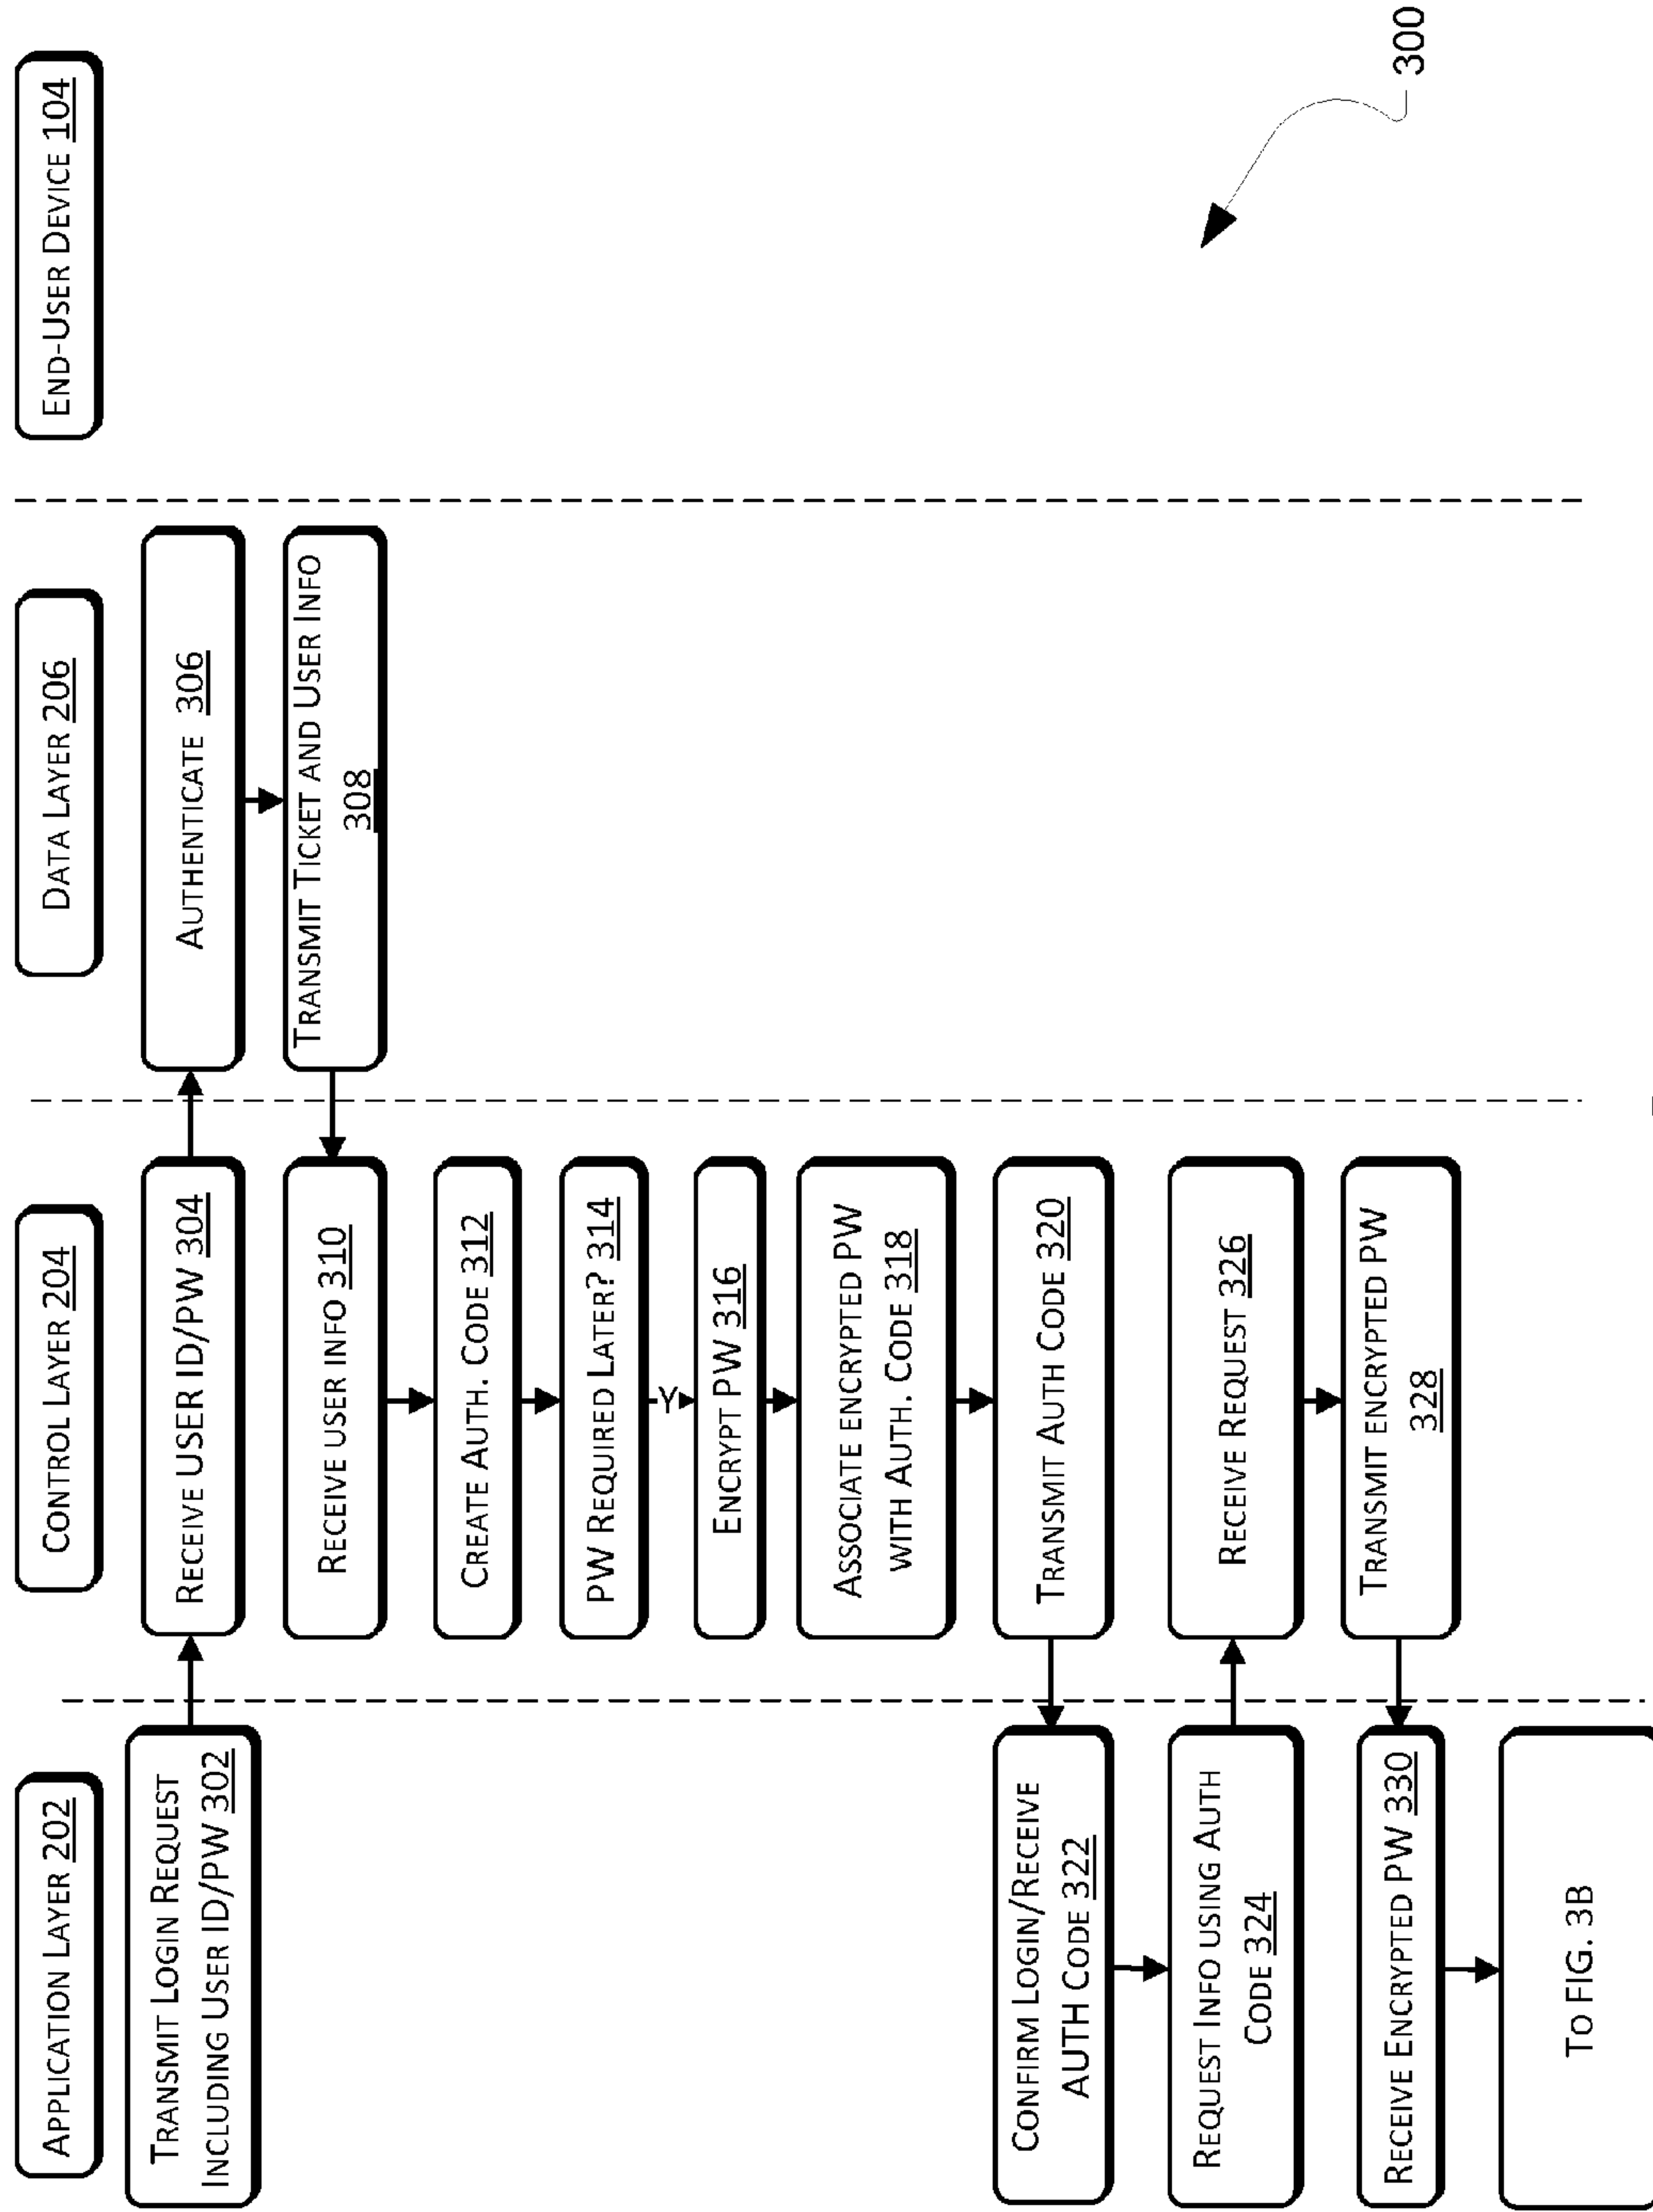 APPLICATION LAYER 202
CONTROL LAYER 204
DATA LAYER 206
END-USER DEVICE 104
TRANSMIT LOGIN REQUEST
INCLUDING USER ID/PW 302
RECEIVE USER ID/PW 304
AUTHENTICATE 306
TRANSMIT TICKET AND USER INFO
308
RECEIVE USER INFO 310
CREATE AUTH. CODE 312
PW REQUIRED LATER? 314
Y
ENCRYPT PW 316
ASSOCIATE ENCRYPTED PW
WITH AUTH. CODE 318
TRANSMIT AUTH CODE 320
CONFIRM LOGIN/RECEIVE
AUTH CODE 322
REQUEST INFO USING AUTH
CODE 324
RECEIVE REQUEST 326
TRANSMIT ENCRYPTED PW
328
RECEIVE ENCRYPTED PW 330
TO FIG. 3B
300